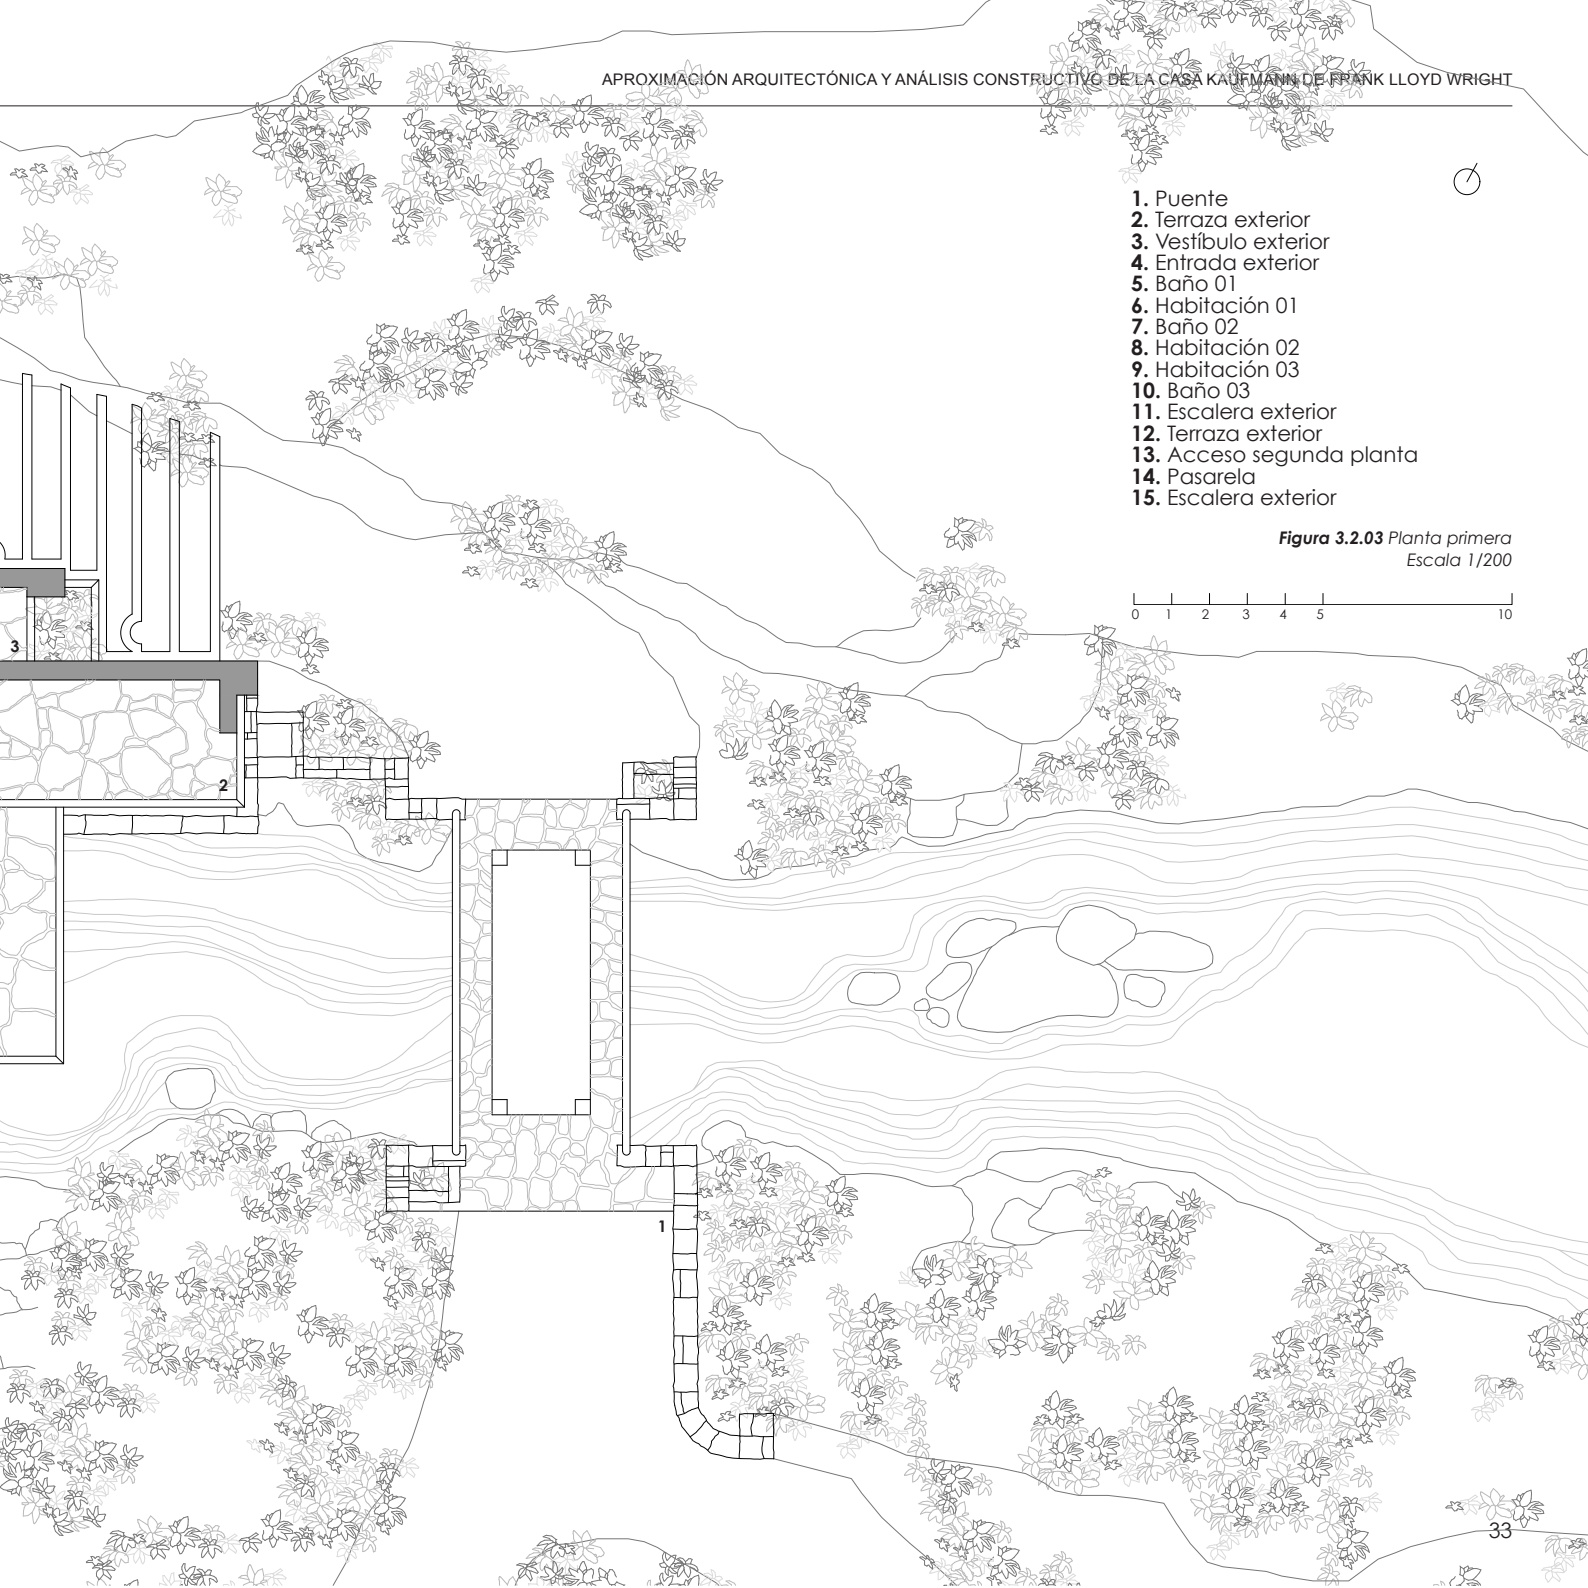 APROXIMACIÓN ARQUITECTÓNICA Y ANÁLISIS CONSTRUCTIVO DE LA CASA KAUFMANN DE FRANK LLOYD WRIGHT
1. Puente
2. Terraza exterior
3. Vestíbulo exterior
4. Entrada exterior
5. Baño 01
6. Habitación 01
7. Baño 02
8. Habitación 02
9. Habitación 03
10. Baño 03
11. Escalera exterior
12. Terraza exterior
13. Acceso segunda planta
14. Pasarela
15. Escalera exterior
Figura 3.2.03 Planta primera
Escala 1/200
0 1 2 3 4 5 10
3
2
1
33